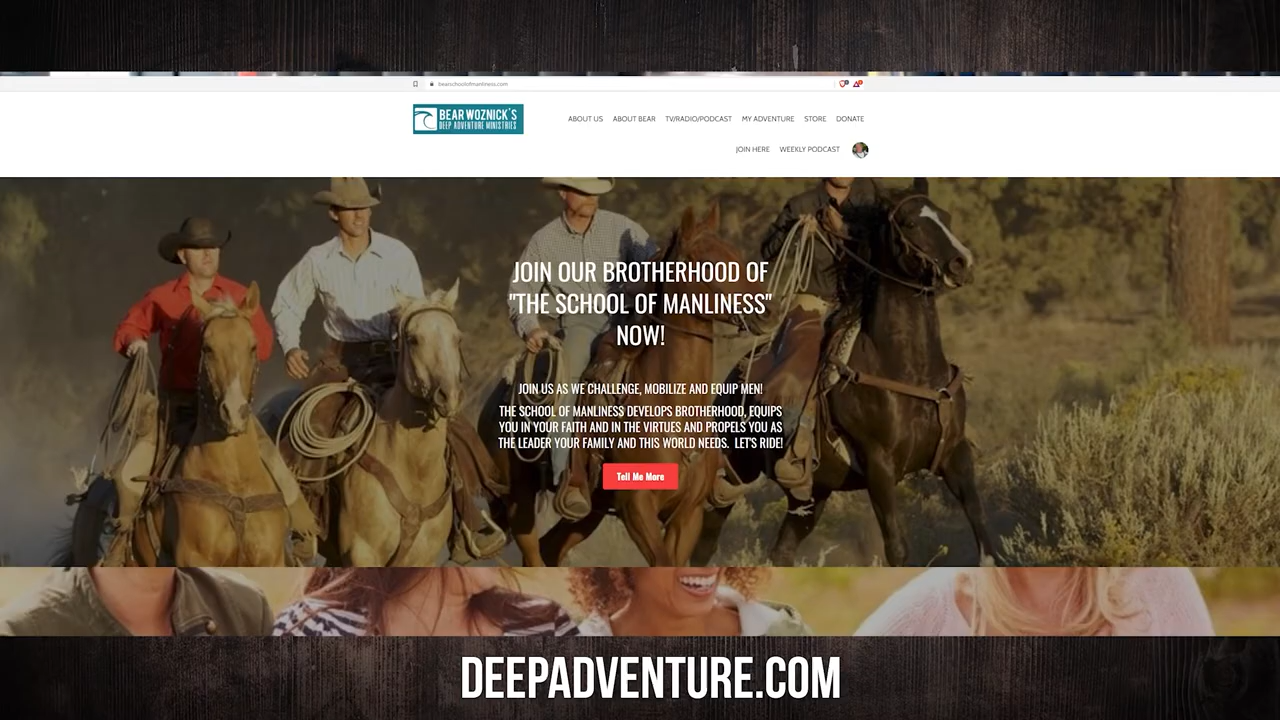 bearschoolofmanliness.com
BEAR WOZNICK'S
DEEP ADVENTURE MINISTRIES
ABOUT US ABOUT BEAR TV/RADIO/PODCAST MY ADVENTURE STORE DONATE
JOIN HERE WEEKLY PODCAST
JOIN OUR BROTHERHOOD OF
"THE SCHOOL OF MANLINESS"
NOW!
JOIN US AS WE CHALLENGE, MOBILIZE AND EQUIP MEN!
THE SCHOOL OF MANLINESS DEVELOPS BROTHERHOOD, EQUIPS
YOU IN YOUR FAITH AND IN THE VIRTUES AND PROPELS YOU AS
THE LEADER YOUR FAMILY AND THIS WORLD NEEDS. LET'S RIDE!
Tell Me More
DEEPADVENTURE.COM